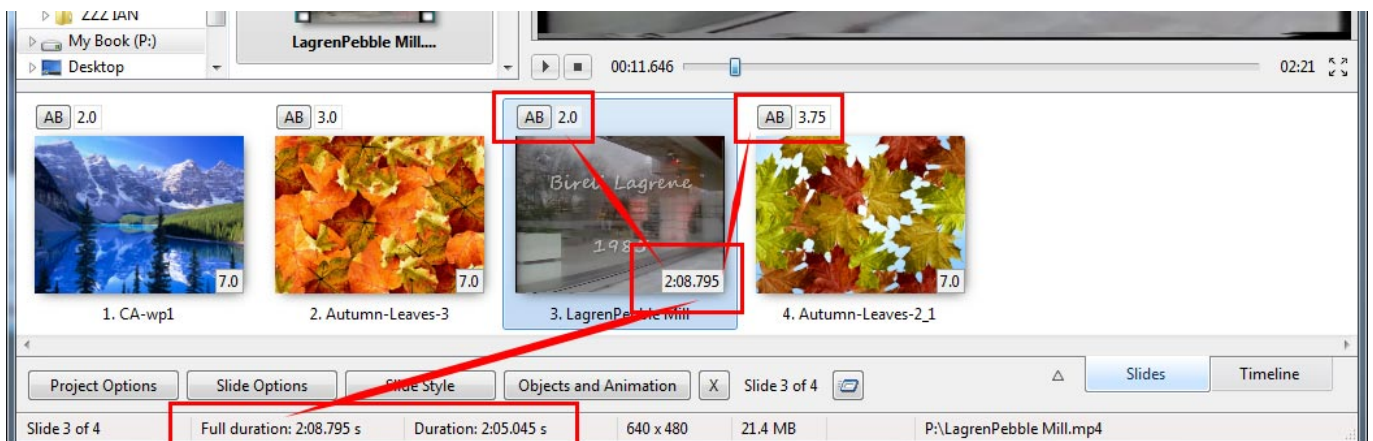 ZZZ IAN
My Book (P:)
Desktop
LagrenPebble Mill....
00:11.646
02:21
AB 2.0
AB 3.0
AB 2.0
AB 3.75
Bireli Lagrene
1983
7.0
7.0
2:08.795
7.0
1. CA-wp1
2. Autumn-Leaves-3
3. LagrenPebble Mill
4. Autumn-Leaves-2_1
Project Options
Slide Options
Slide Style
Objects and Animation
X
Slide 3 of 4
Slides
Timeline
Slide 3 of 4
Full duration: 2:08.795 s
Duration: 2:05.045 s
640 x 480
21.4 MB
P:\LagrenPebble Mill.mp4